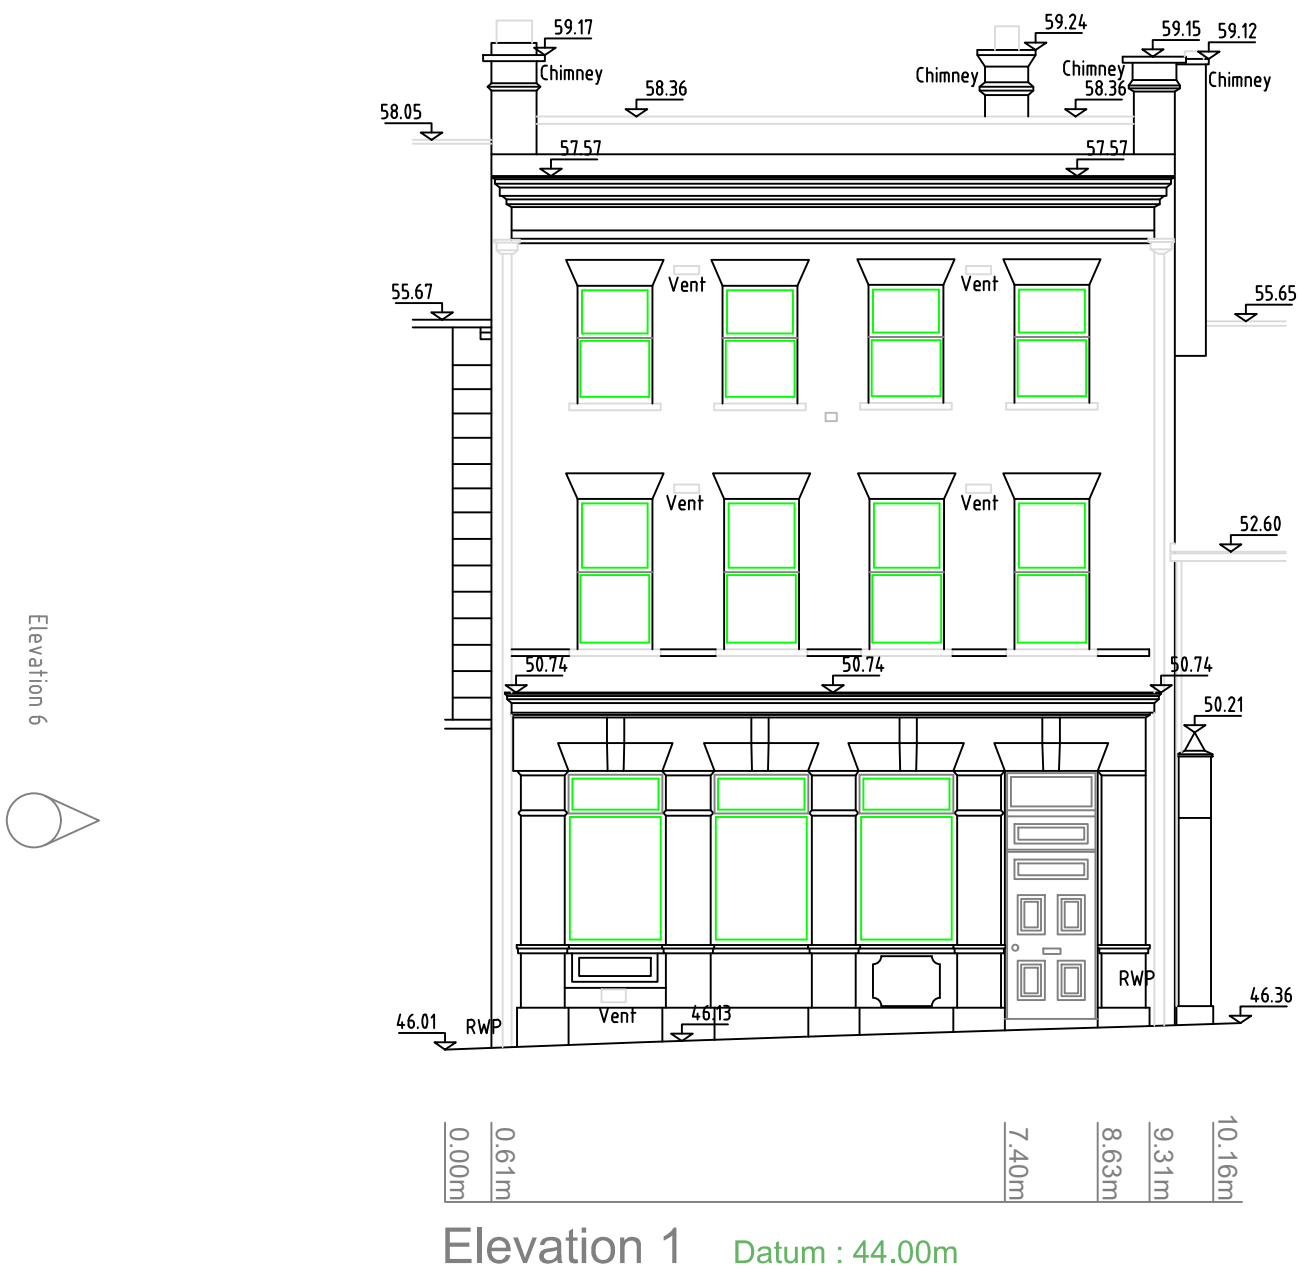 59.17
59.24
59.15
59.12
Chimney
Chimney
Chimney
Chimney
58.36
58.36
58.05
57.57
57.57
55.67
Vent
Vent
55.65
Vent
Vent
52.60
Elevation 6
50.74
50.74
50.74
50.21
RWP
46.36
46.01
RWP
Vent
46.13
0.00m
0.61m
7.40m
8.63m
9.31m
10.16m
Elevation 1
Datum : 44.00m